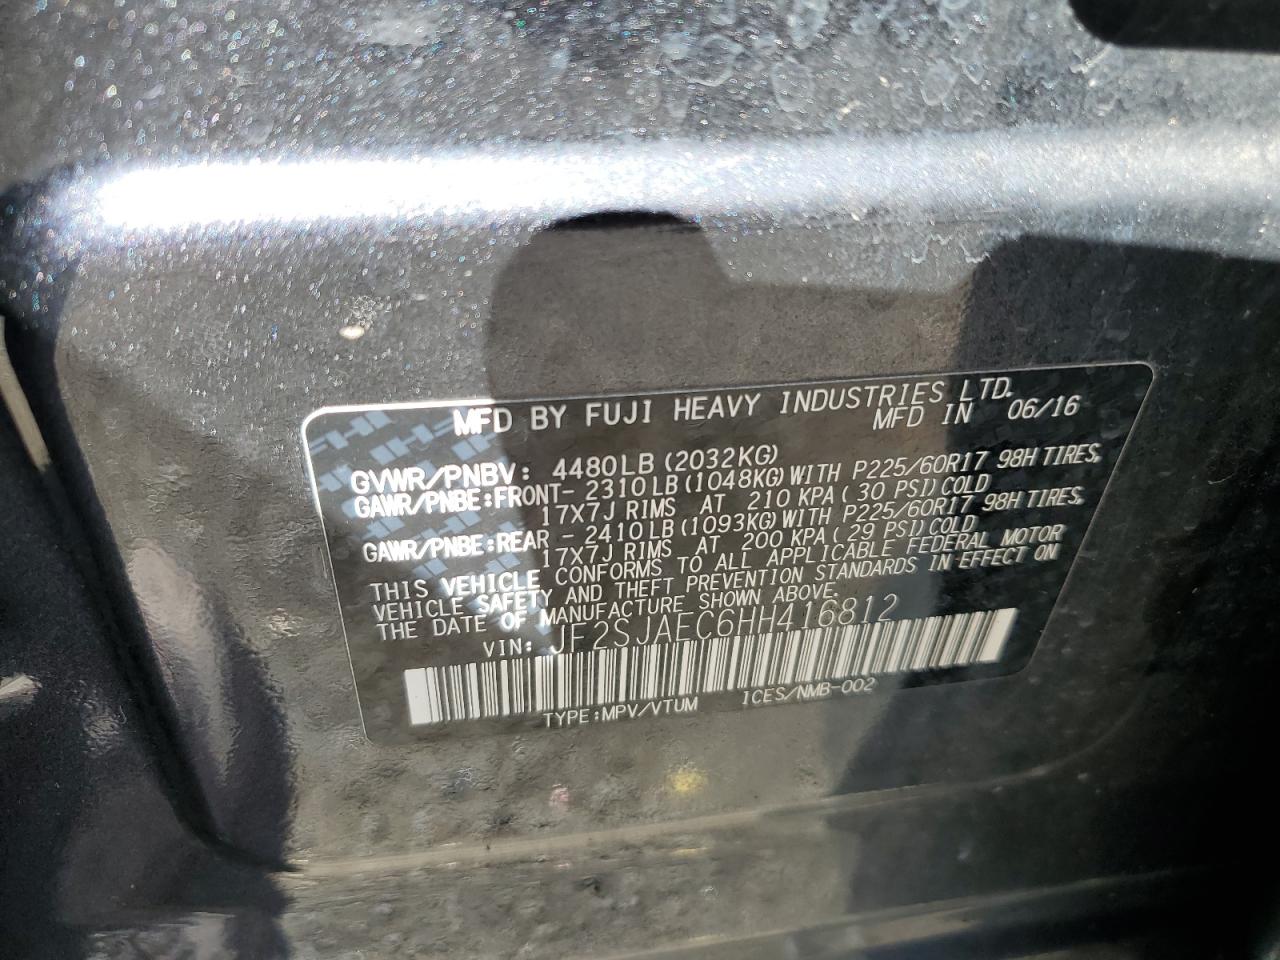 MFD BY FUJI HEAVY INDUSTRIES LTD.
MFD IN 06/16
GVWR/PNBV: 4480LB (2032KG)
GAWR/PNBE:FRONT- 2310LB(1048KG)WITH P225/60R17 98H TIRES,
17X7J RIMS AT 210 KPA(30 PSI)COLD
GAWR/PNBE:REAR - 2410LB(1093KG)WITH P225/60R17 98H TIRES,
17X7J RIMS AT 200 KPA(29 PSI)COLD
THIS VEHICLE CONFORMS TO ALL APPLICABLE FEDERAL MOTOR
VEHICLE SAFETY AND THEFT PREVENTION STANDARDS IN EFFECT ON
THE DATE OF MANUFACTURE SHOWN ABOVE.
VIN: JF2SJAEC6HH416812
TYPE:MPV/VTUM ICES/NMB-002